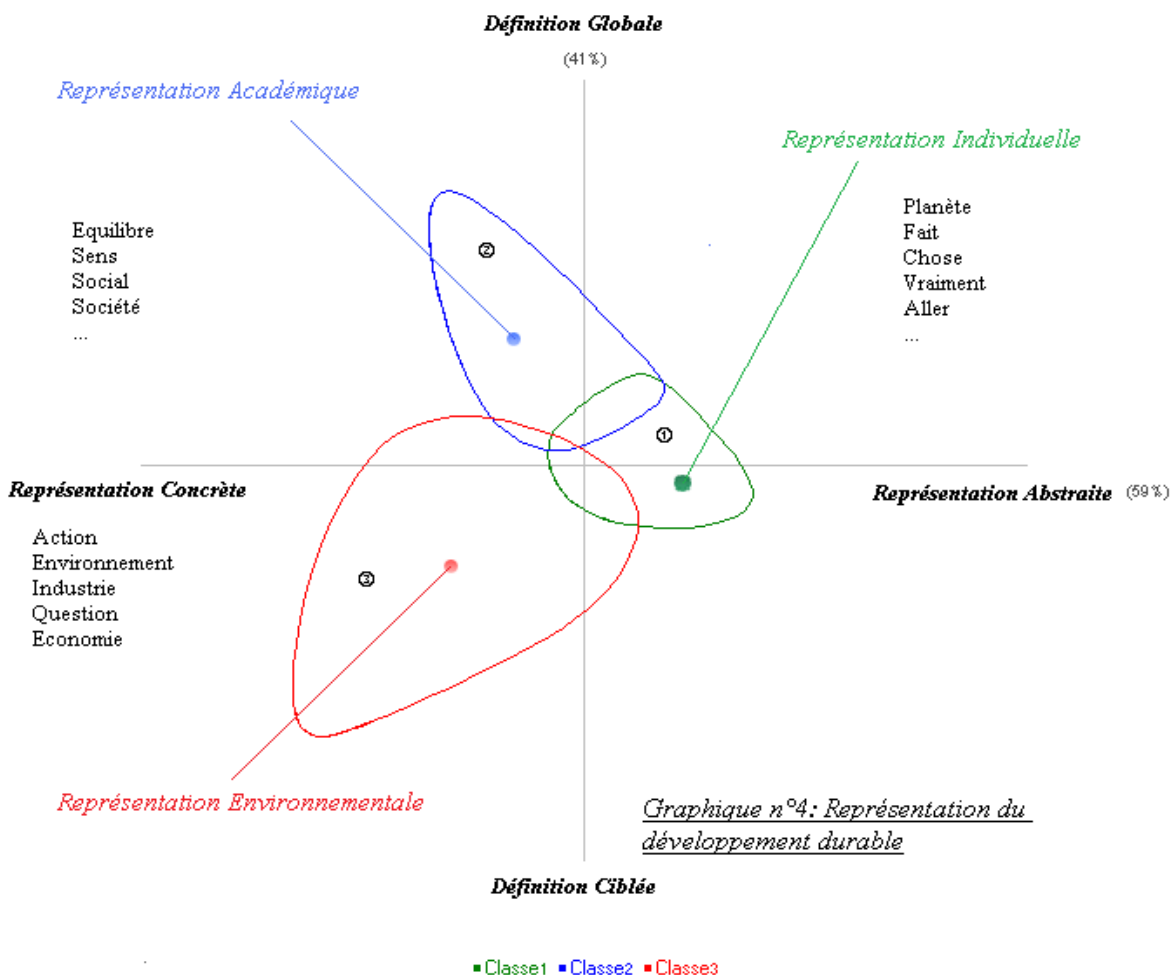 Définition Globale
(41%)
Représentation Académique
Représentation Individuelle
Equilibre
Sens
Social
Société
...
Planète
Fait
Chose
Vraiment
Aller
...
2
1
Représentation Concrète
Représentation Abstraite (59%)
Action
Environnement
Industrie
Question
Economie
3
Représentation Environnementale
Graphique n°4: Représentation du
développement durable
Définition Ciblée
Classe1 Classe2 Classe3